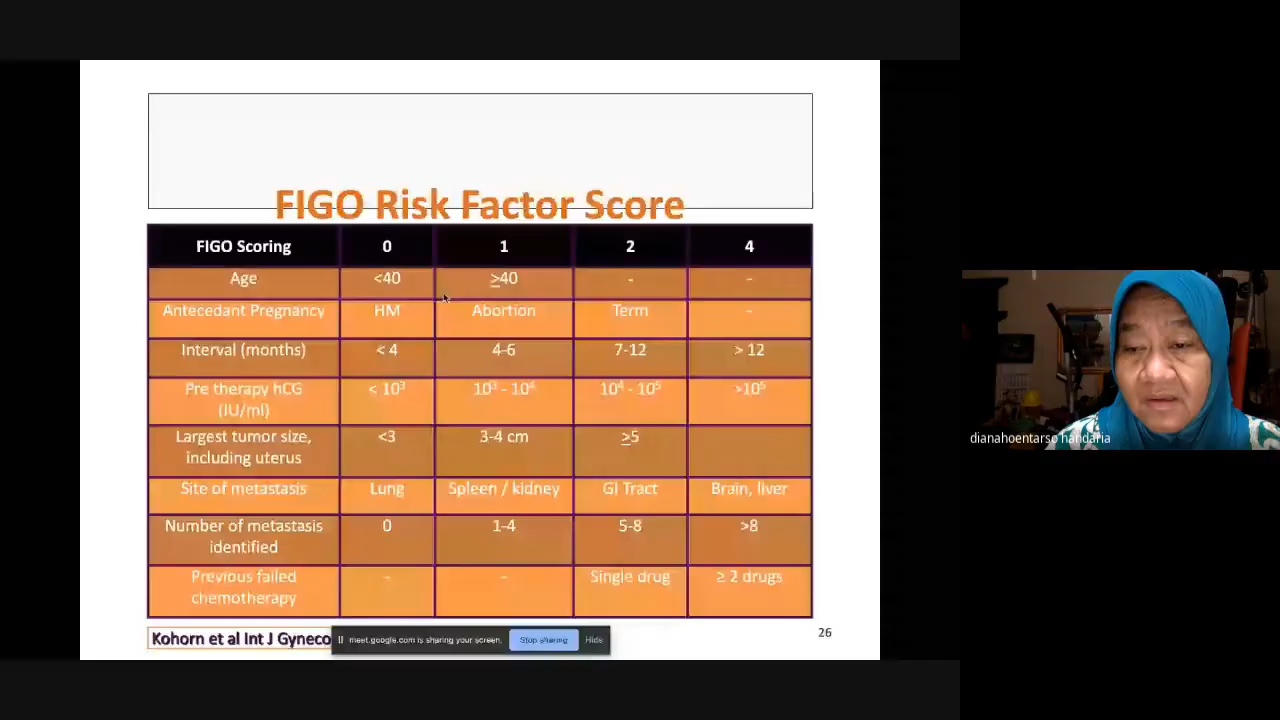 FIGO Risk Factor Score
FIGO Scoring 0 1 2 4
Age <40 ≥40 - -
Antecedant Pregnancy HM Abortion Term -
Interval (months) < 4 4-6 7-12 > 12
Pre therapy hCG < 10³ 10³ - 10⁴ 10⁴ - 10⁵ >10⁵
(IU/ml)
Largest tumor size, <3 3-4 cm ≥5
including uterus
Site of metastasis Lung Spleen / kidney GI Tract Brain, liver
Number of metastasis 0 1-4 5-8 >8
identified
Previous failed - - Single drug ≥ 2 drugs
chemotherapy
Kohorn et al Int J Gyneco
meet.google.com is sharing your screen. Stop sharing Hide
26
dianahoentarso handaria